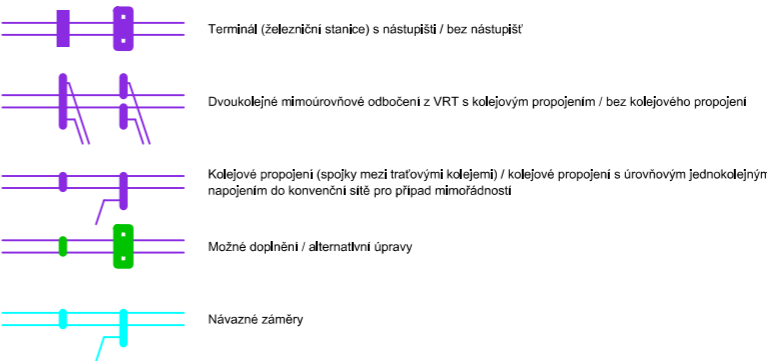 Terminál (železniční stanice) s nástupišti / bez nástupišť
Dvoukolejné mimoúrovňové odbočení z VRT s kolejovým propojením / bez kolejového propojení
Kolejové propojení (spojky mezi traťovými kolejemi) / kolejové propojení s úrovňovým jednokolejným
napojením do konvenční sítě pro případ mimořádností
Možné doplnění / alternativní úpravy
Návazné záměry